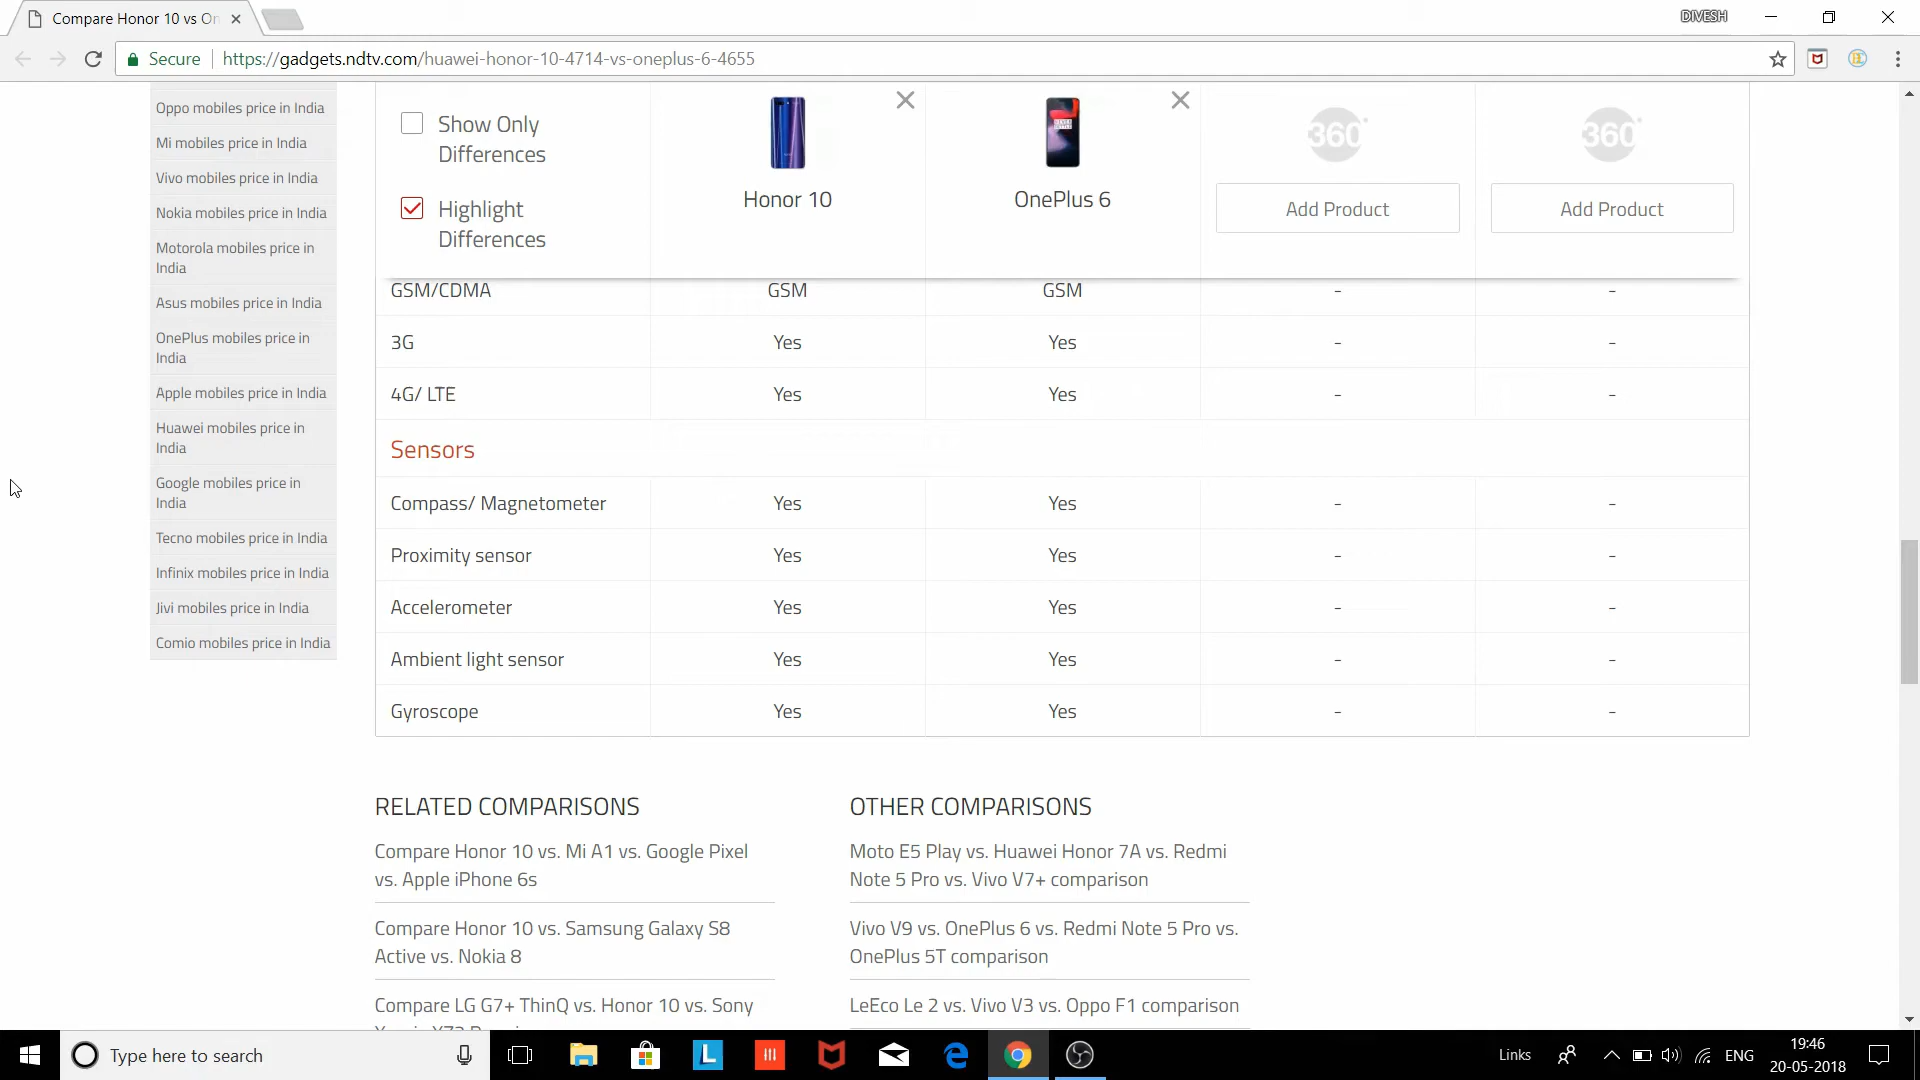 Compare Honor 10 vs On
DIVESH
Secure
https://gadgets.ndtv.com/huawei-honor-10-4714-vs-oneplus-6-4655
Oppo mobiles price in India
Mi mobiles price in India
Vivo mobiles price in India
Nokia mobiles price in India
Motorola mobiles price in
India
Asus mobiles price in India
OnePlus mobiles price in
India
Apple mobiles price in India
Huawei mobiles price in
India
Google mobiles price in
India
Tecno mobiles price in India
Infinix mobiles price in India
Jivi mobiles price in India
Comio mobiles price in India
Show Only
Differences
Highlight
Differences
Honor 10
OnePlus 6
360°
Add Product
360°
Add Product
GSM/CDMA GSM GSM - -
3G Yes Yes - -
4G/ LTE Yes Yes - -
Sensors
Compass/ Magnetometer Yes Yes - -
Proximity sensor Yes Yes - -
Accelerometer Yes Yes - -
Ambient light sensor Yes Yes - -
Gyroscope Yes Yes - -
RELATED COMPARISONS
Compare Honor 10 vs. Mi A1 vs. Google Pixel
vs. Apple iPhone 6s
Compare Honor 10 vs. Samsung Galaxy S8
Active vs. Nokia 8
Compare LG G7+ ThinQ vs. Honor 10 vs. Sony
OTHER COMPARISONS
Moto E5 Play vs. Huawei Honor 7A vs. Redmi
Note 5 Pro vs. Vivo V7+ comparison
Vivo V9 vs. OnePlus 6 vs. Redmi Note 5 Pro vs.
OnePlus 5T comparison
LeEco Le 2 vs. Vivo V3 vs. Oppo F1 comparison
Type here to search
L
Links
ENG
19:46
20-05-2018